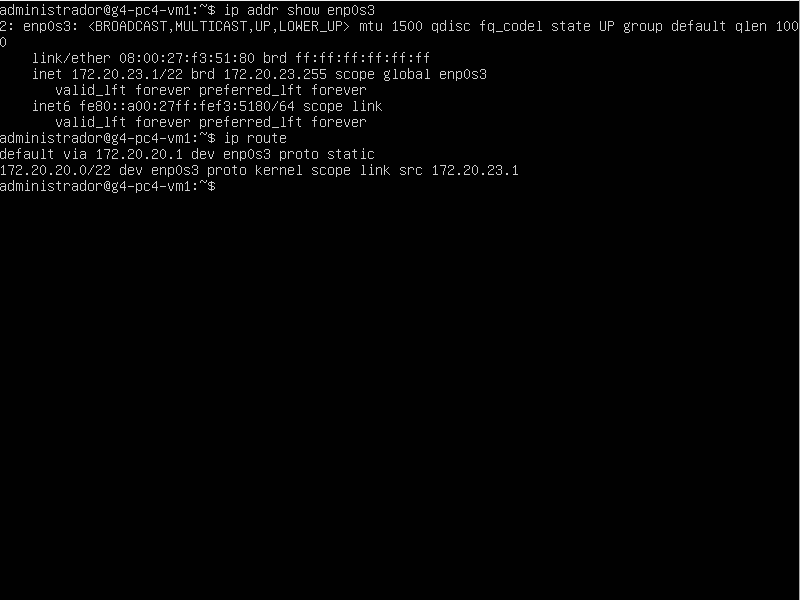 administrador@g4-pc4-vm1:~$ ip addr show enp0s3
2: enp0s3: <BROADCAST,MULTICAST,UP,LOWER_UP> mtu 1500 qdisc fq_codel state UP group default qlen 100
0
    link/ether 08:00:27:f3:51:80 brd ff:ff:ff:ff:ff:ff
    inet 172.20.23.1/22 brd 172.20.23.255 scope global enp0s3
       valid_lft forever preferred_lft forever
    inet6 fe80::a00:27ff:fef3:5180/64 scope link
       valid_lft forever preferred_lft forever
administrador@g4-pc4-vm1:~$ ip route
default via 172.20.20.1 dev enp0s3 proto static
172.20.20.0/22 dev enp0s3 proto kernel scope link src 172.20.23.1
administrador@g4-pc4-vm1:~$